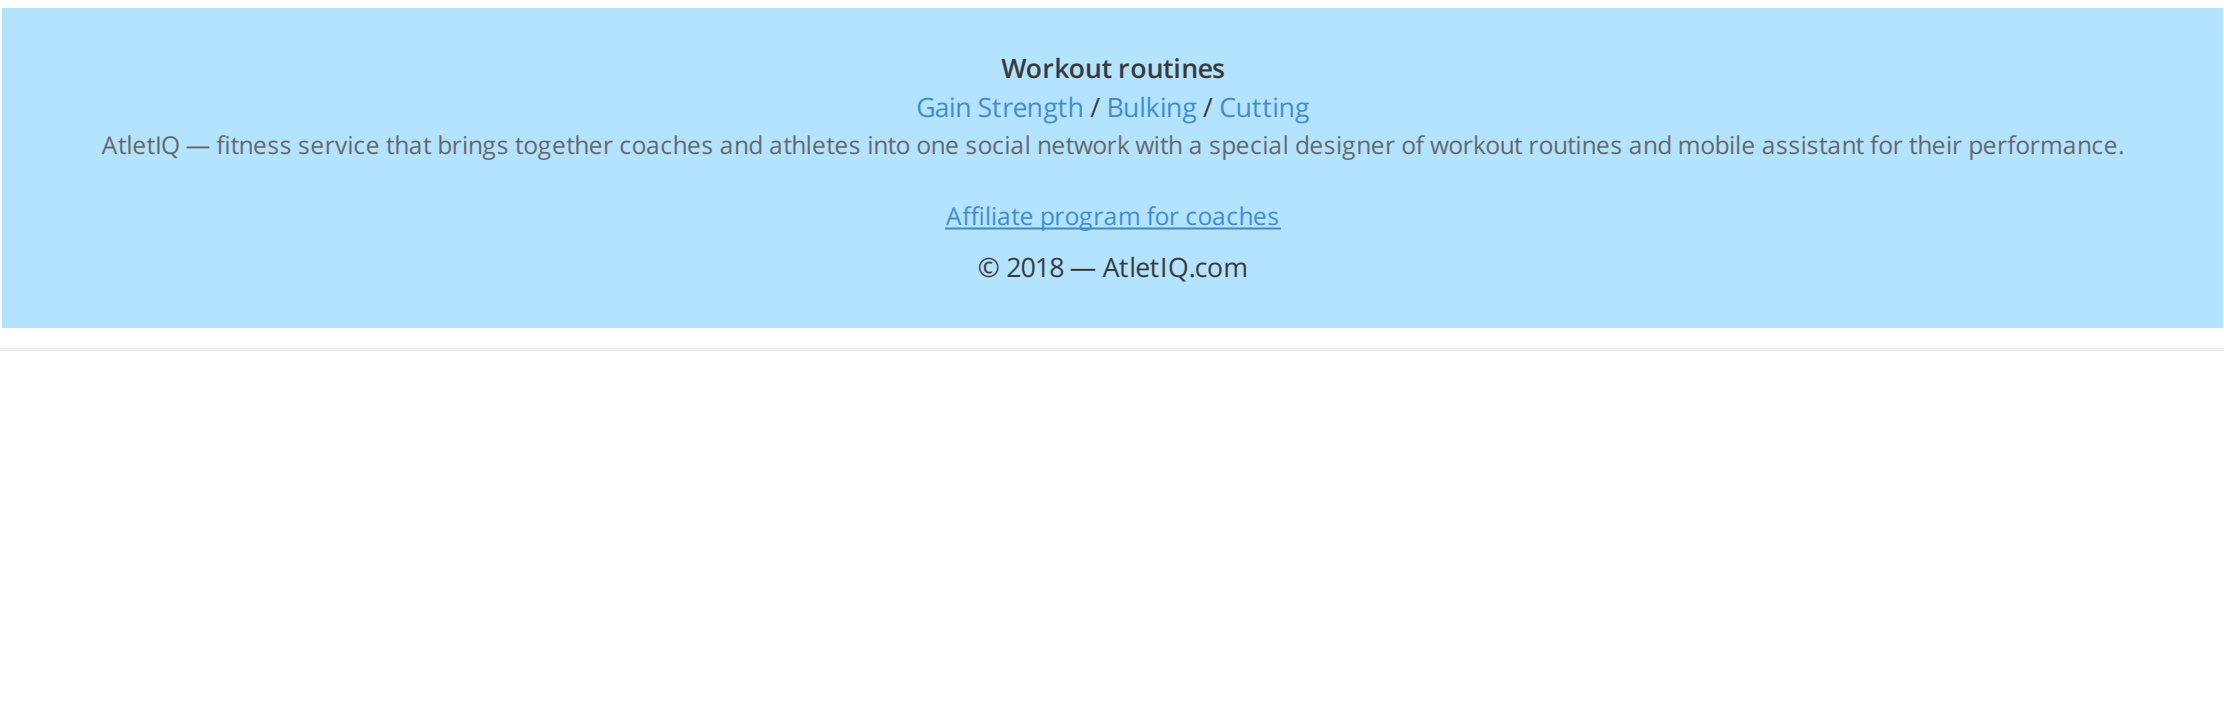 Workout routines
Gain Strength / Bulking / Cutting
AtletIQ — fitness service that brings together coaches and athletes into one social network with a special designer of workout routines and mobile assistant for their performance.
Affiliate program for coaches
© 2018 — AtletIQ.com